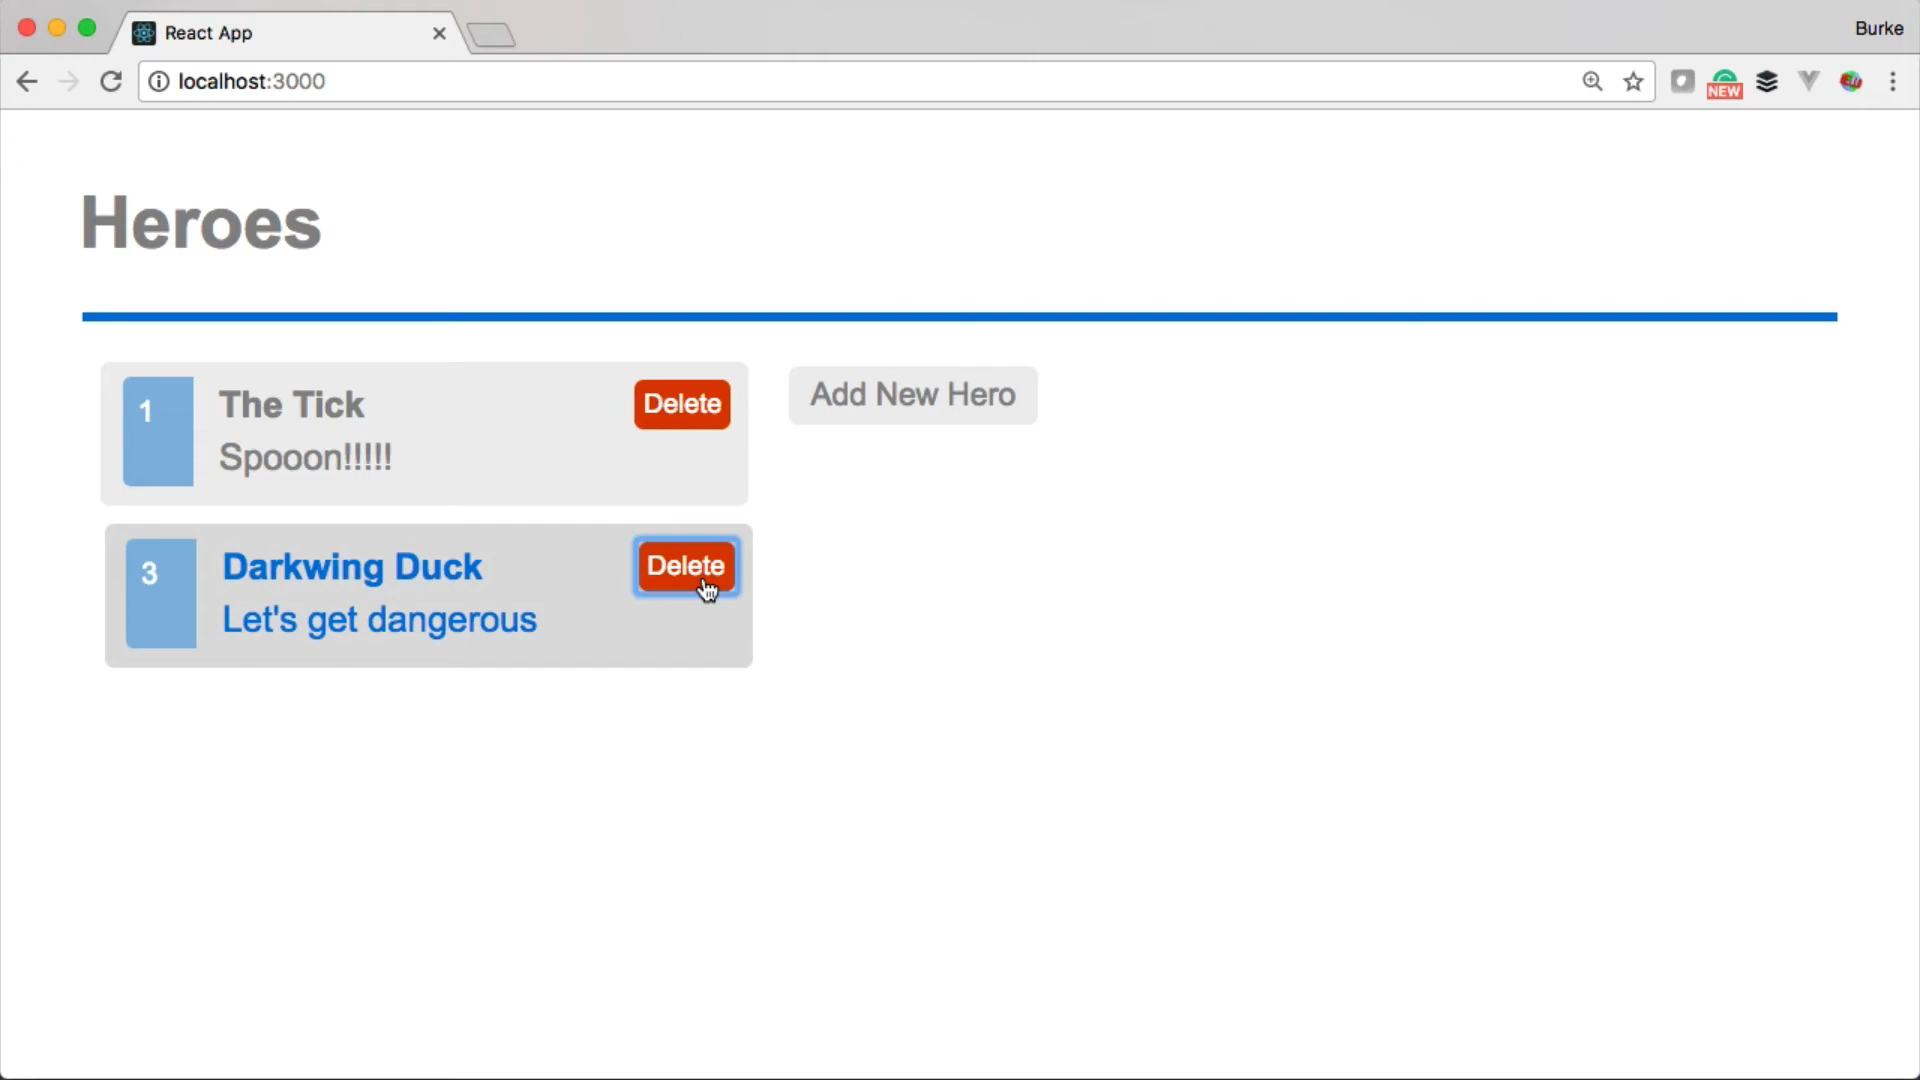 React App
Burke
localhost:3000
NEW
Heroes
1
The Tick
Delete
Spooon!!!!!
Add New Hero
3
Darkwing Duck
Delete
Let's get dangerous